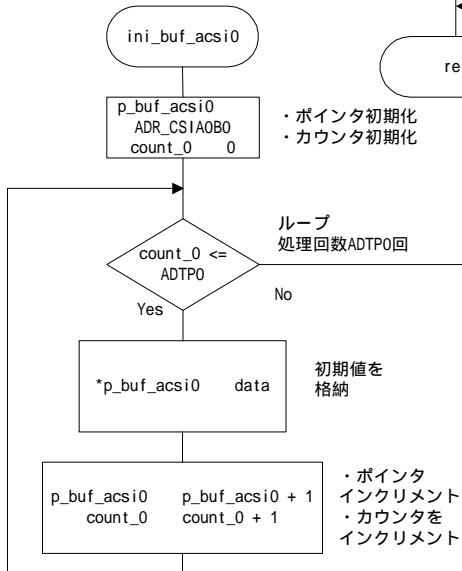 ini_buf_acsi0
re
p_buf_acsi0
ADR_CSIA0B0
count_0 0
・ポインタ初期化
・カウンタ初期化
ループ
処理回数ADTP0回
count_0 <=
ADTP0
Yes
No
*p_buf_acsi0 data
初期値を
格納
p_buf_acsi0 p_buf_acsi0 + 1
count_0 count_0 + 1
・ポインタ
インクリメント
・カウンタを
インクリメント